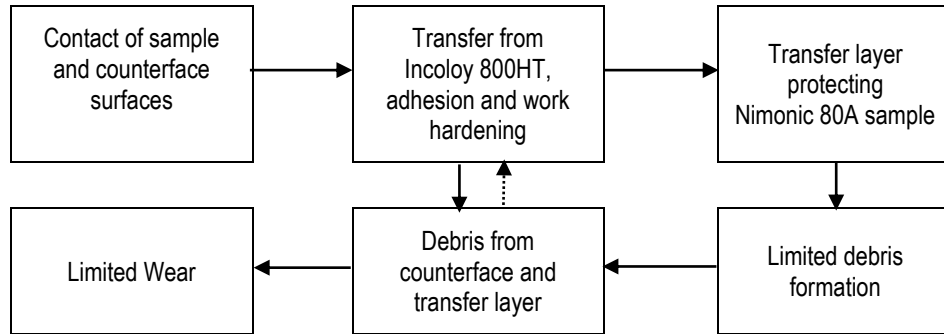 Contact of sample
and counterface
surfaces
Transfer from
Incoloy 800HT,
adhesion and work
hardening
Transfer layer
protecting
Nimonic 80A sample
Limited Wear
Debris from
counterface and
transfer layer
Limited debris
formation